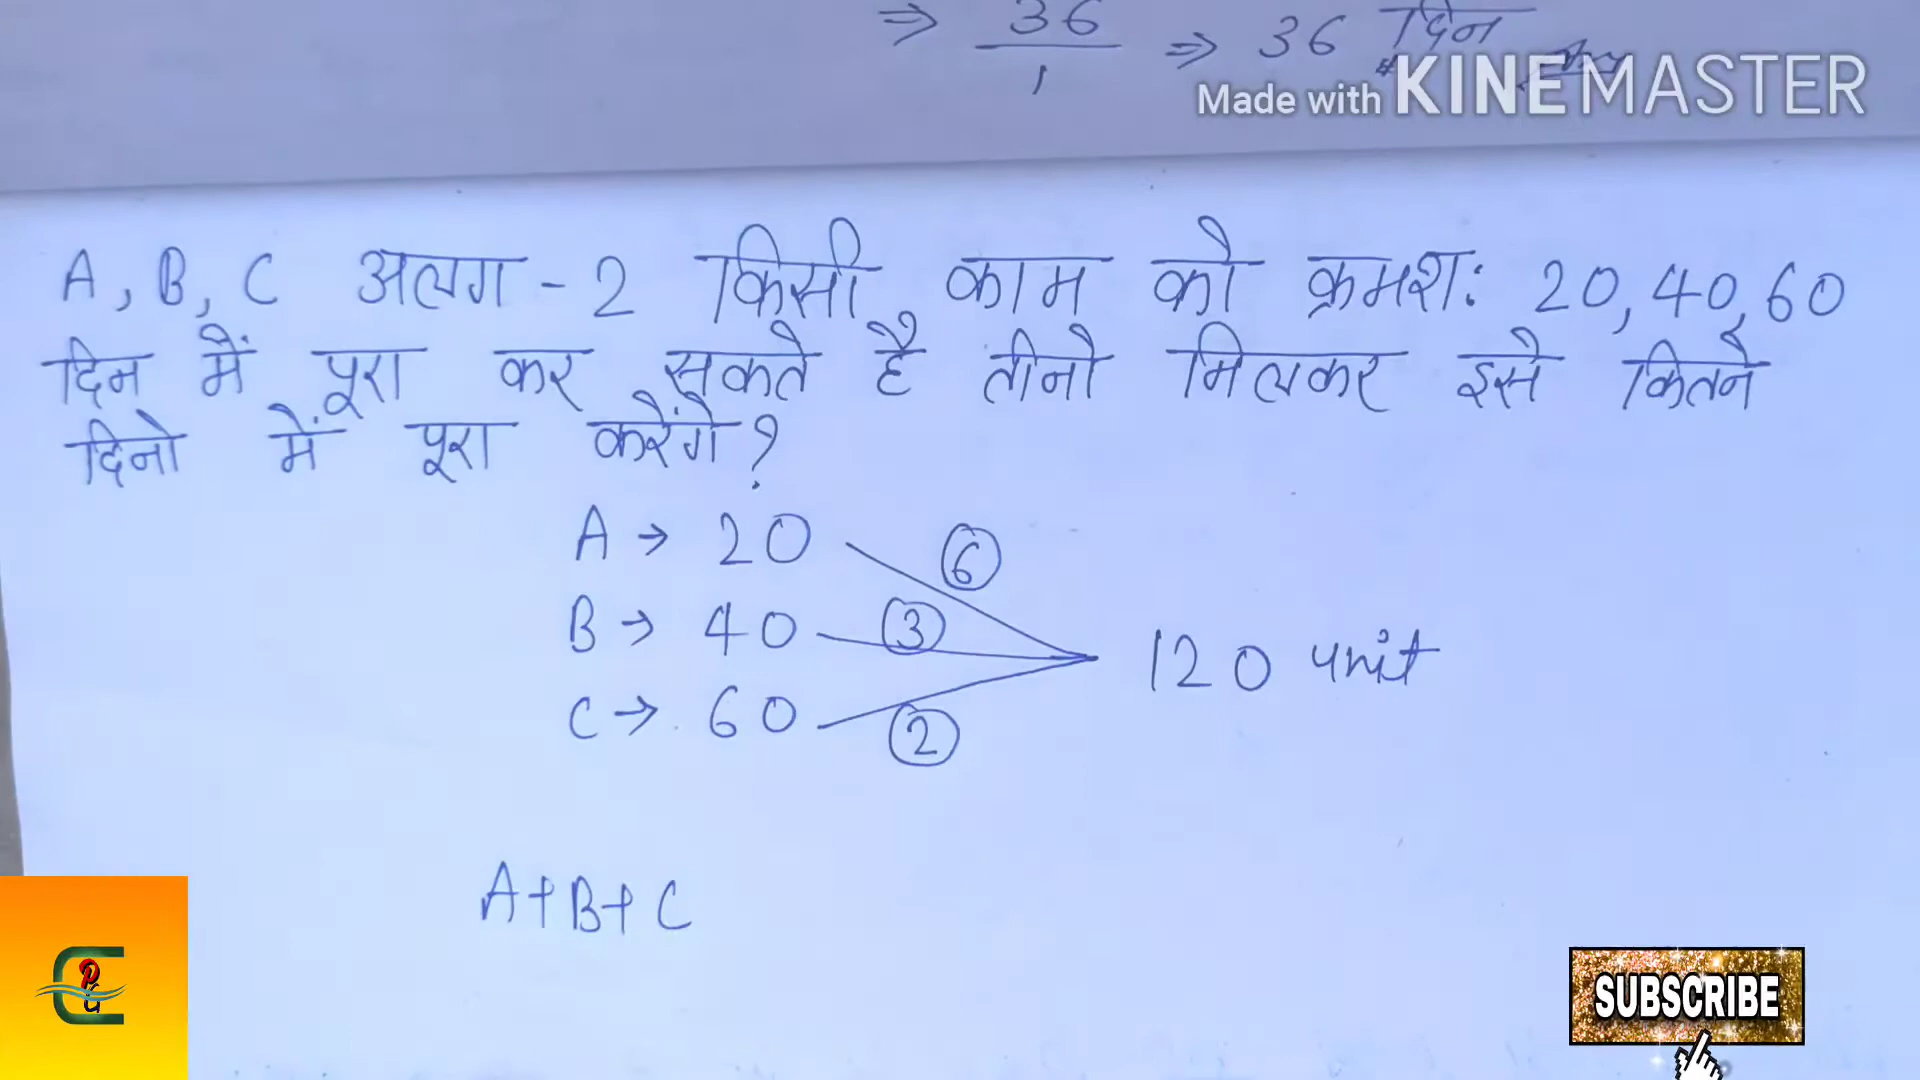 ⇒ 36/1 ⇒ 36 दिन
Made with KINEMASTER
A, B, C अलग-2 किसी काम को क्रमश: 20, 40, 60
दिन में पूरा कर सकते है तीनो मिलकर इसे कितने
दिनो में पूरा करेंगे ?
A → 20 6
B → 40 3 120 unit
C → 60 2
A+B+C
SUBSCRIBE